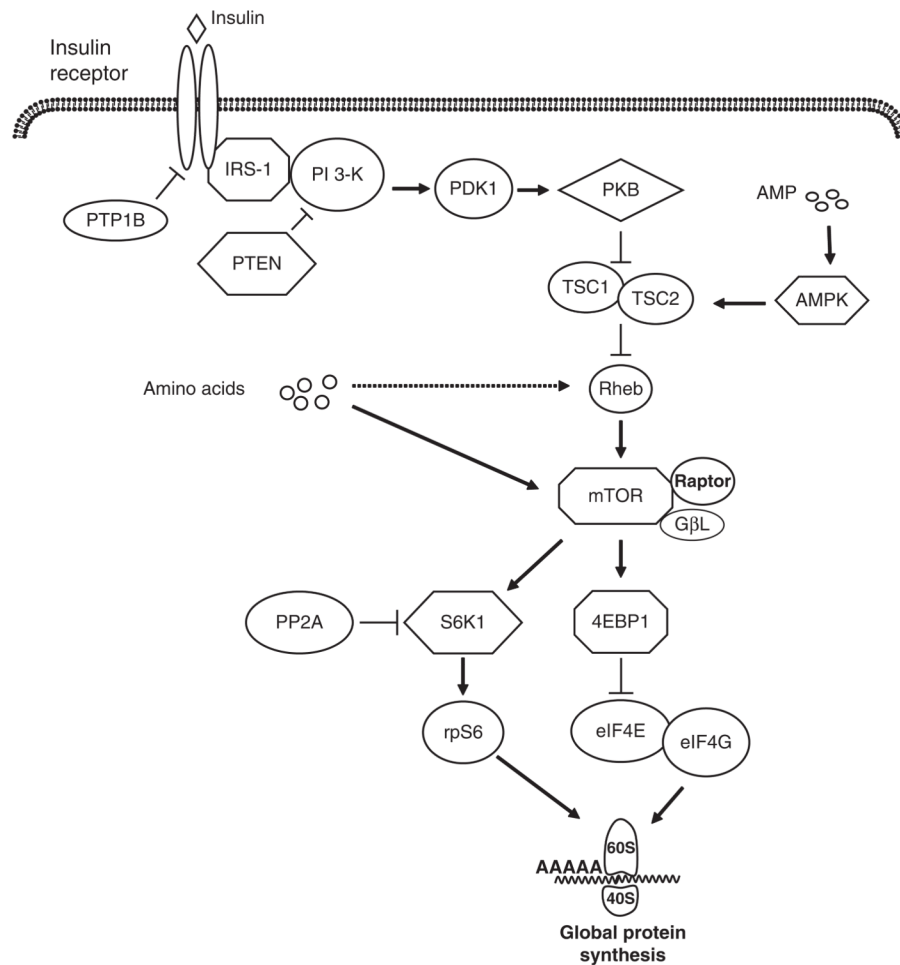 Insulin
Insulin
receptor
IRS-1
PI 3-K
PDK1
PKB
AMP
PTP1B
PTEN
TSC1
TSC2
AMPK
Amino acids
Rheb
mTOR
Raptor
GβL
PP2A
S6K1
4EBP1
rpS6
eIF4E
eIF4G
60S
AAAAA
40S
Global protein
synthesis